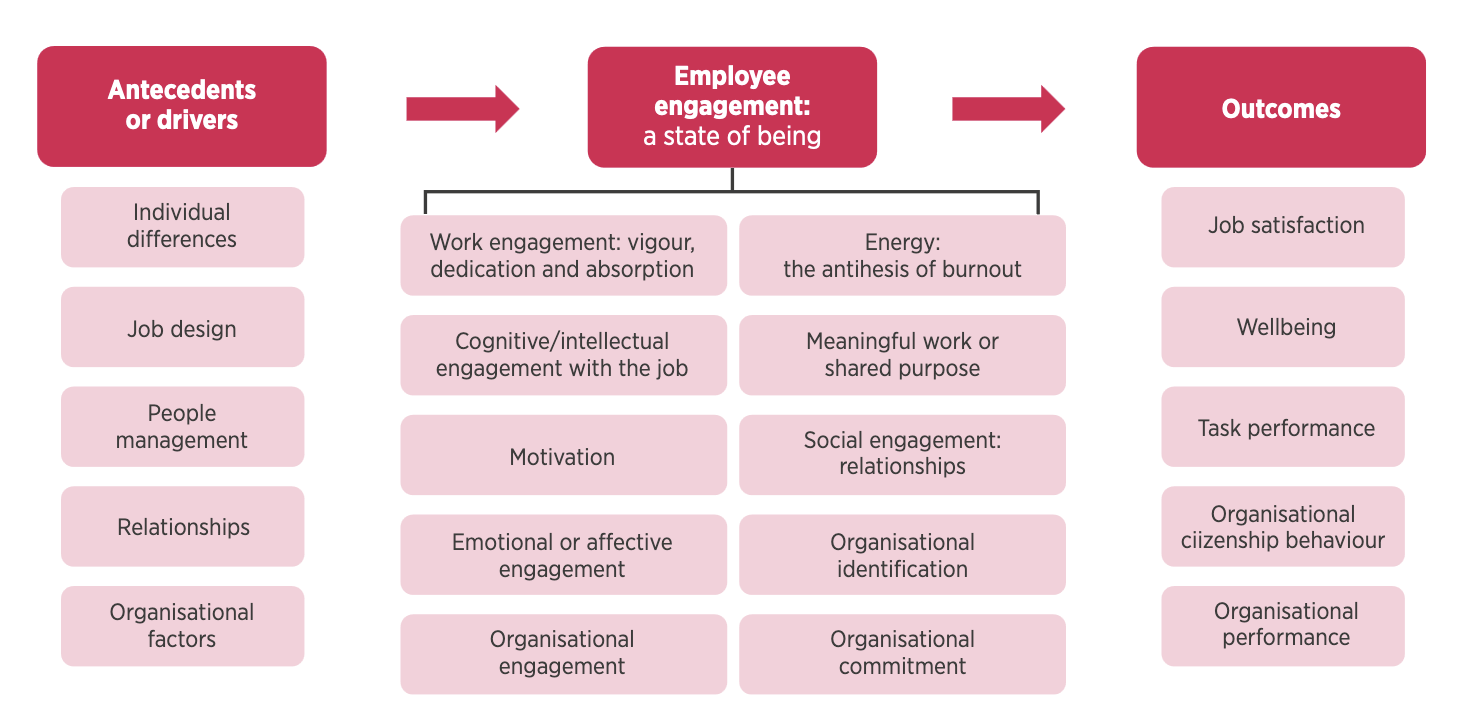 Antecedents
or drivers
Employee
engagement:
a state of being
Outcomes
Individual
differences
Job design
People
management
Relationships
Organisational
factors
Work engagement: vigour,
dedication and absorption
Energy:
the antihesis of burnout
Cognitive/intellectual
engagement with the job
Meaningful work or
shared purpose
Motivation
Social engagement:
relationships
Emotional or affective
engagement
Organisational
identification
Organisational
engagement
Organisational
commitment
Job satisfaction
Wellbeing
Task performance
Organisational
ciizenship behaviour
Organisational
performance